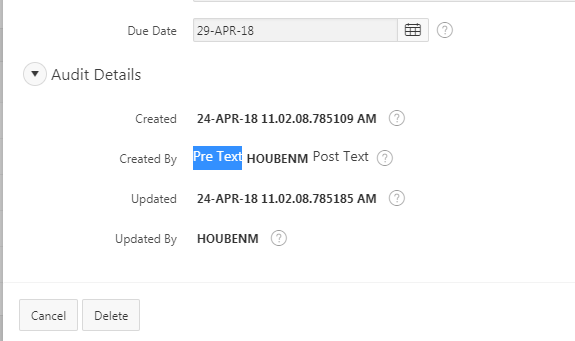 Due Date 29-APR-18 ?
Audit Details
Created 24-APR-18 11.02.08.785109 AM ?
Created By Pre Text HOUBENM Post Text ?
Updated 24-APR-18 11.02.08.785185 AM ?
Updated By HOUBENM ?
Cancel Delete